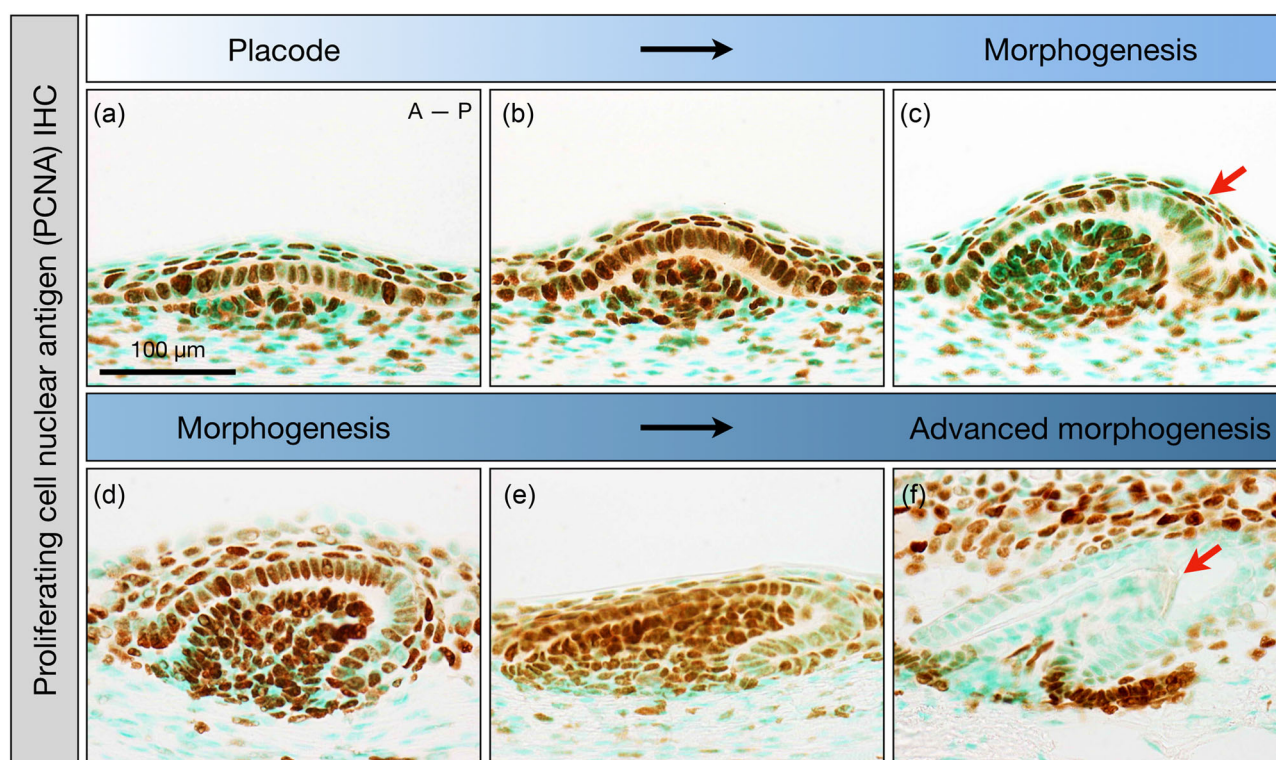 Proliferating cell nuclear antigen (PCNA) IHC
Placode
Morphogenesis
(a)
A – P
(b)
(c)
100 µm
Morphogenesis
Advanced morphogenesis
(d)
(e)
(f)